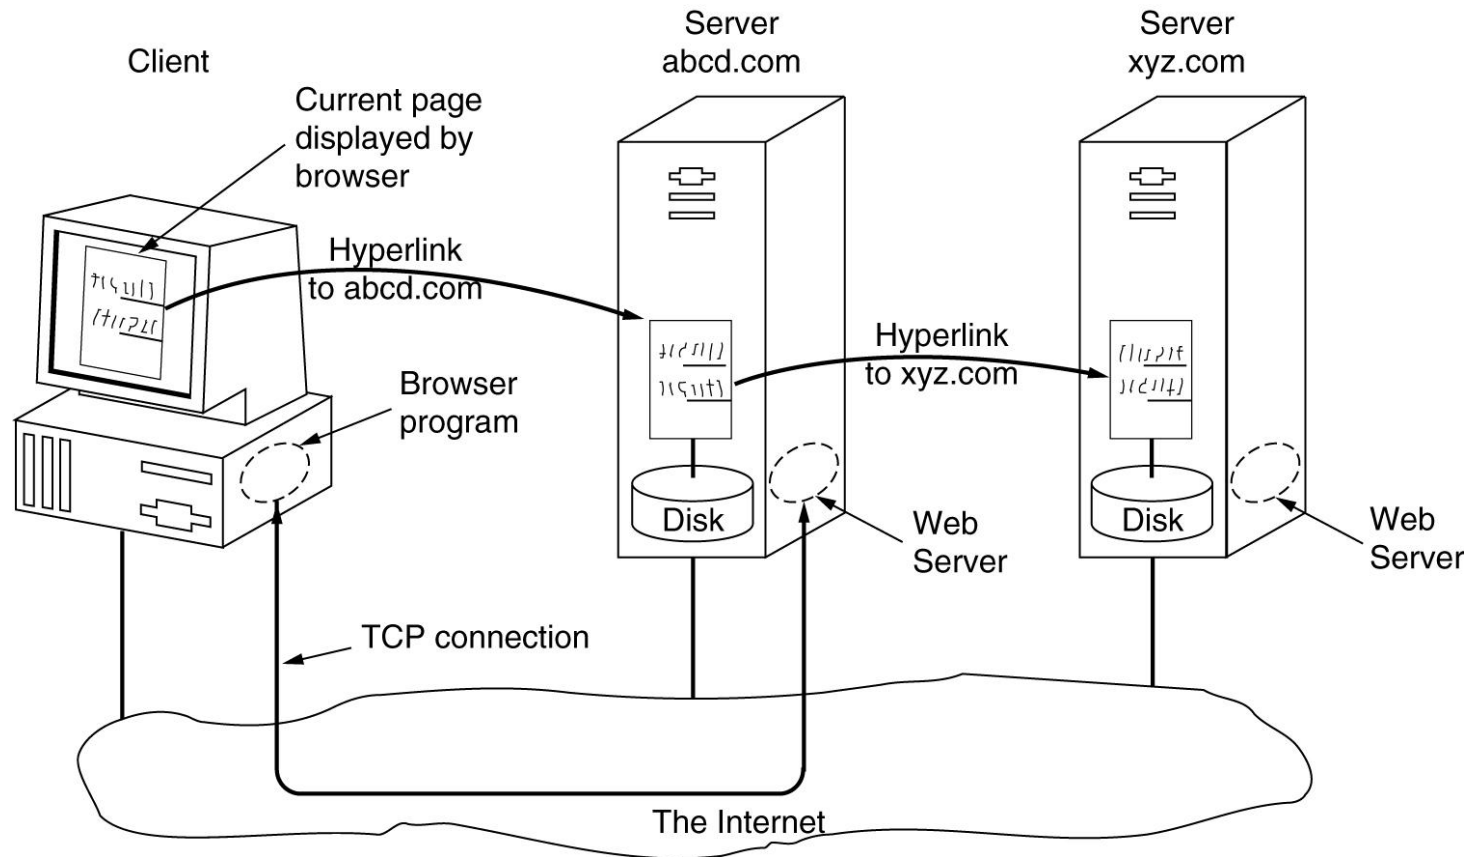 Client
Server
abcd.com
Server
xyz.com
Current page
displayed by
browser
Hyperlink
to abcd.com
Hyperlink
to xyz.com
Browser
program
Disk
Web
Server
Disk
Web
Server
TCP connection
The Internet